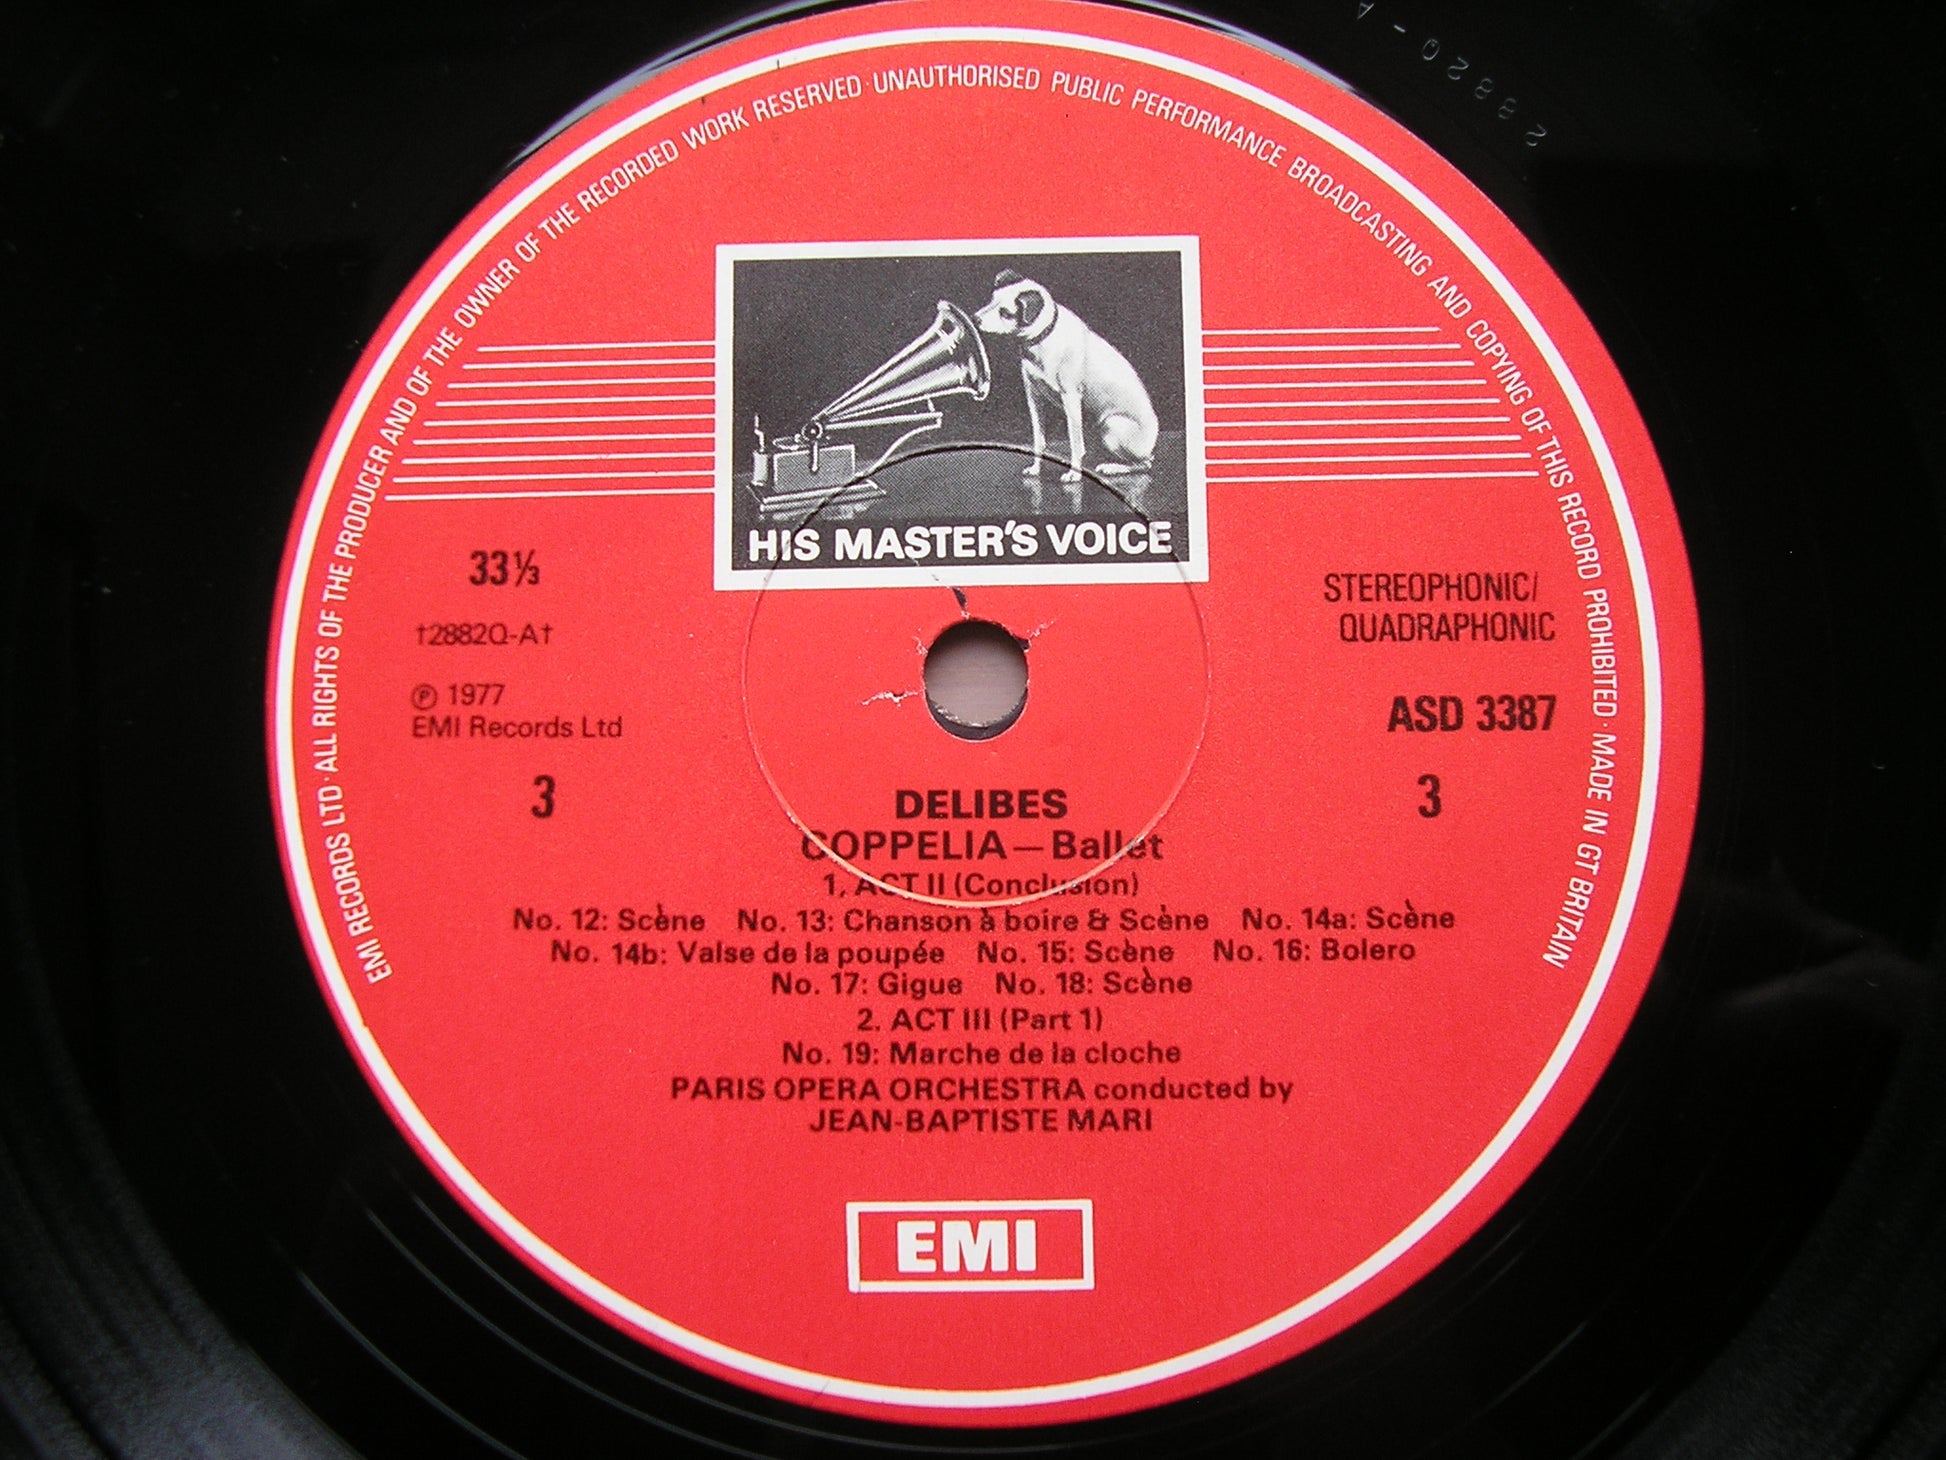 EMI RECORDS LTD · ALL RIGHTS OF THE PRODUCER AND OF THE OWNER OF THE RECORDED WORK RESERVED · UNAUTHORISED PUBLIC PERFORMANCE BROADCASTING AND COPYING OF THIS RECORD PROHIBITED · MADE IN GT BRITAIN
2882Q-A
HIS MASTER'S VOICE
33⅓
STEREOPHONIC/
QUADRAPHONIC
†2882Q-A†
℗ 1977
EMI Records Ltd
ASD 3387
3
3
DELIBES
COPPELIA — Ballet
1, ACT II (Conclusion)
No. 12: Scène No. 13: Chanson à boire & Scène No. 14a: Scène
No. 14b: Valse de la poupée No. 15: Scène No. 16: Bolero
No. 17: Gigue No. 18: Scène
2. ACT III (Part 1)
No. 19: Marche de la cloche
PARIS OPERA ORCHESTRA conducted by
JEAN-BAPTISTE MARI
EMI